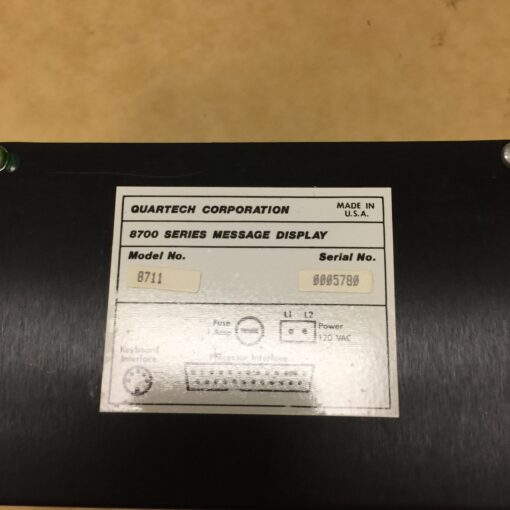 QUARTECH CORPORATION
MADE IN
U.S.A.
8700 SERIES MESSAGE DISPLAY
Model No.
Serial No.
8711
0005780
L1 L2
Fuse
1 Amp
Power
120 VAC
Keyboard
Interface
Processor Interface